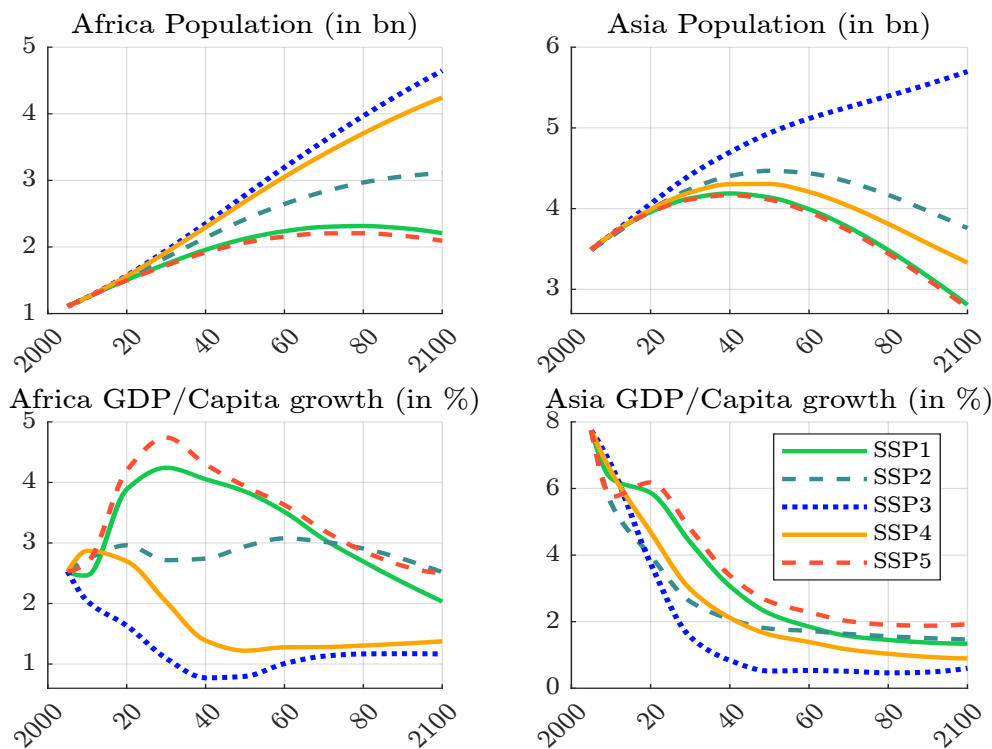 Africa Population (in bn)
5
4
3
2
1
2000 20 40 60 80 2100
Asia Population (in bn)
6
5
4
3
2000 20 40 60 80 2100
Africa GDP/Capita growth (in %)
5
4
3
2
1
2000 20 40 60 80 2100
Asia GDP/Capita growth (in %)
8
6
4
2
0
2000 20 40 60 80 2100
SSP1
SSP2
SSP3
SSP4
SSP5